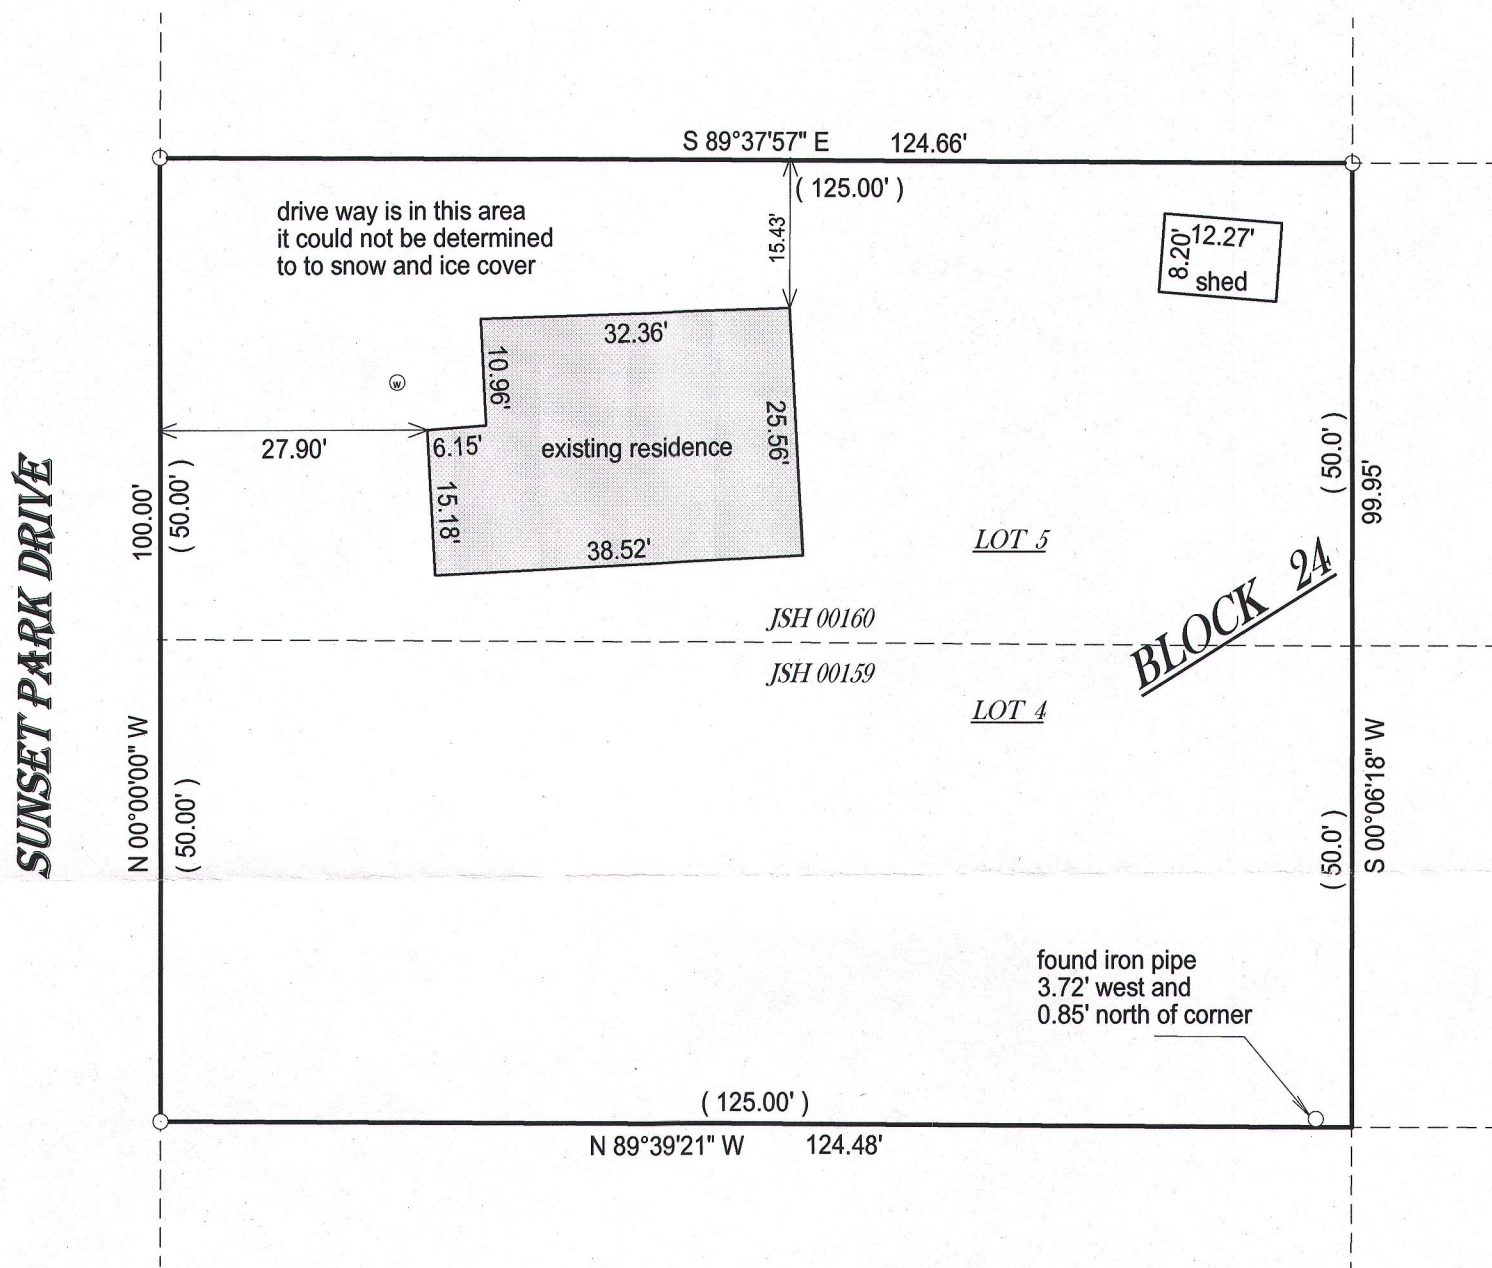 S 89°37'57" E 124.66'
( 125.00' )
drive way is in this area
it could not be determined
to to snow and ice cover
15.43'
12.27'
8.20'
shed
32.36'
10.96'
W
25.56'
27.90'
6.15'
existing residence
15.18'
38.52'
SUNSET PARK DRIVE
100.00'
( 50.00' )
( 50.0' )
99.95'
LOT 5
BLOCK 24
JSH 00160
JSH 00159
LOT 4
N 00°00'00" W
( 50.00' )
( 50.0' )
S 00°06'18" W
found iron pipe
3.72' west and
0.85' north of corner
( 125.00' )
N 89°39'21" W 124.48'